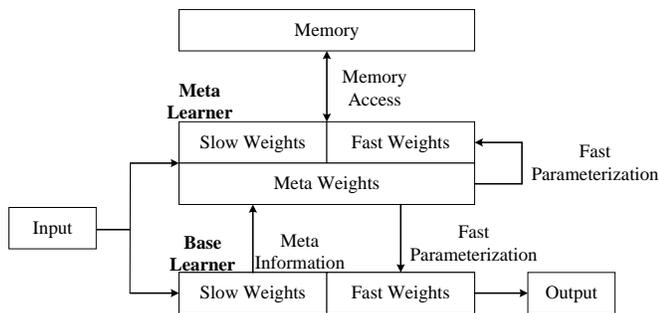 Memory
Memory
Access
Meta
Learner
Slow Weights
Fast Weights
Meta Weights
Fast
Parameterization
Input
Base
Learner
Meta
Information
Fast
Parameterization
Slow Weights
Fast Weights
Output